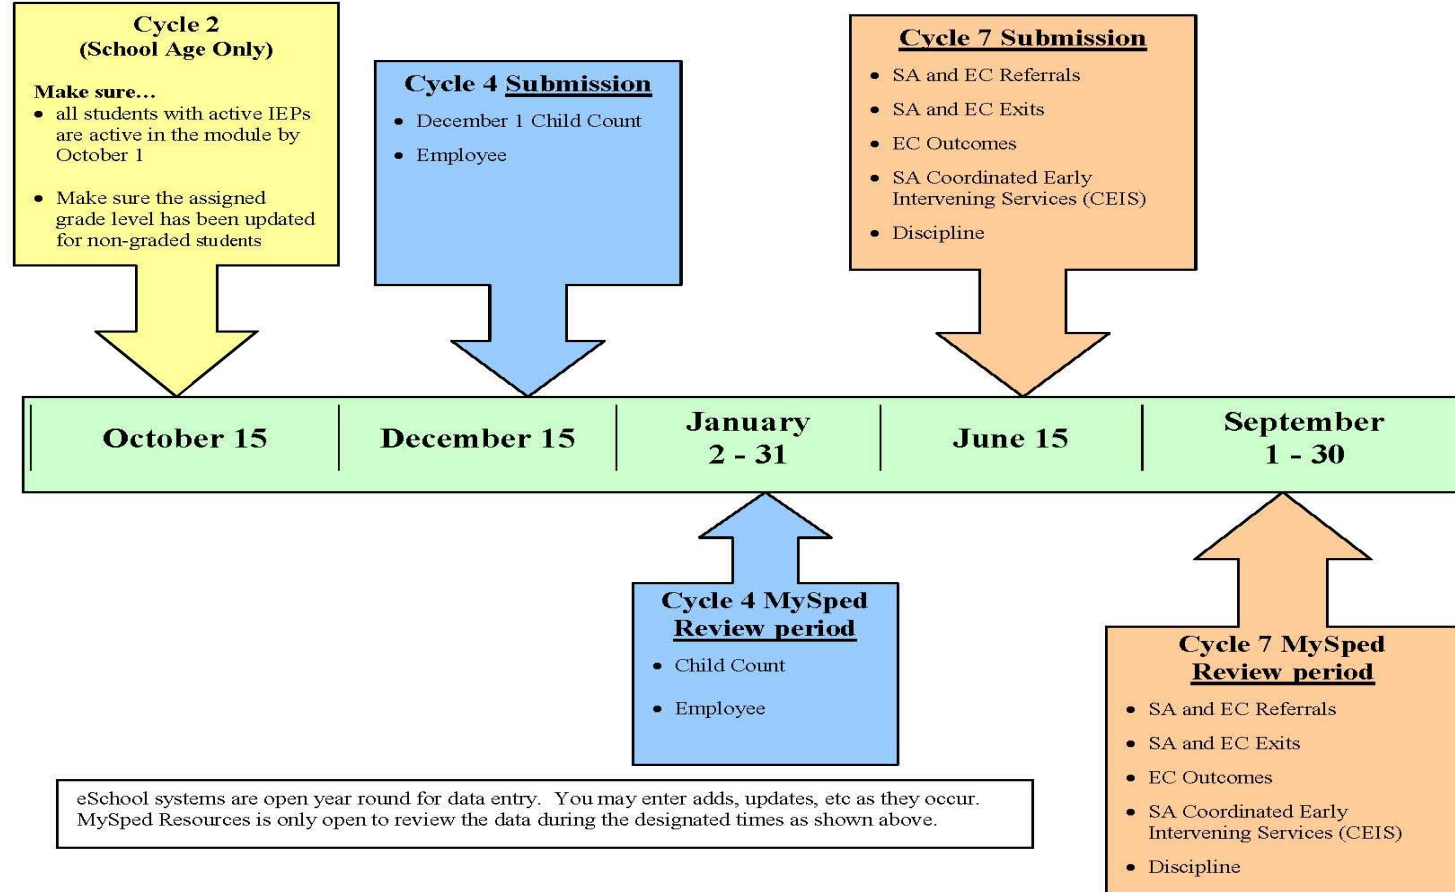 Cycle 2
(School Age Only)
Make sure…
• all students with active IEPs
are active in the module by
October 1
• Make sure the assigned
grade level has been updated
for non-graded students
Cycle 4 Submission
• December 1 Child Count
• Employee
Cycle 7 Submission
• SA and EC Referrals
• SA and EC Exits
• EC Outcomes
• SA Coordinated Early
Intervening Services (CEIS)
• Discipline
October 15
December 15
January
2 - 31
June 15
September
1 - 30
Cycle 4 MySped
Review period
• Child Count
• Employee
Cycle 7 MySped
Review period
• SA and EC Referrals
• SA and EC Exits
• EC Outcomes
• SA Coordinated Early
Intervening Services (CEIS)
• Discipline
eSchool systems are open year round for data entry. You may enter adds, updates, etc as they occur.
MySped Resources is only open to review the data during the designated times as shown above.